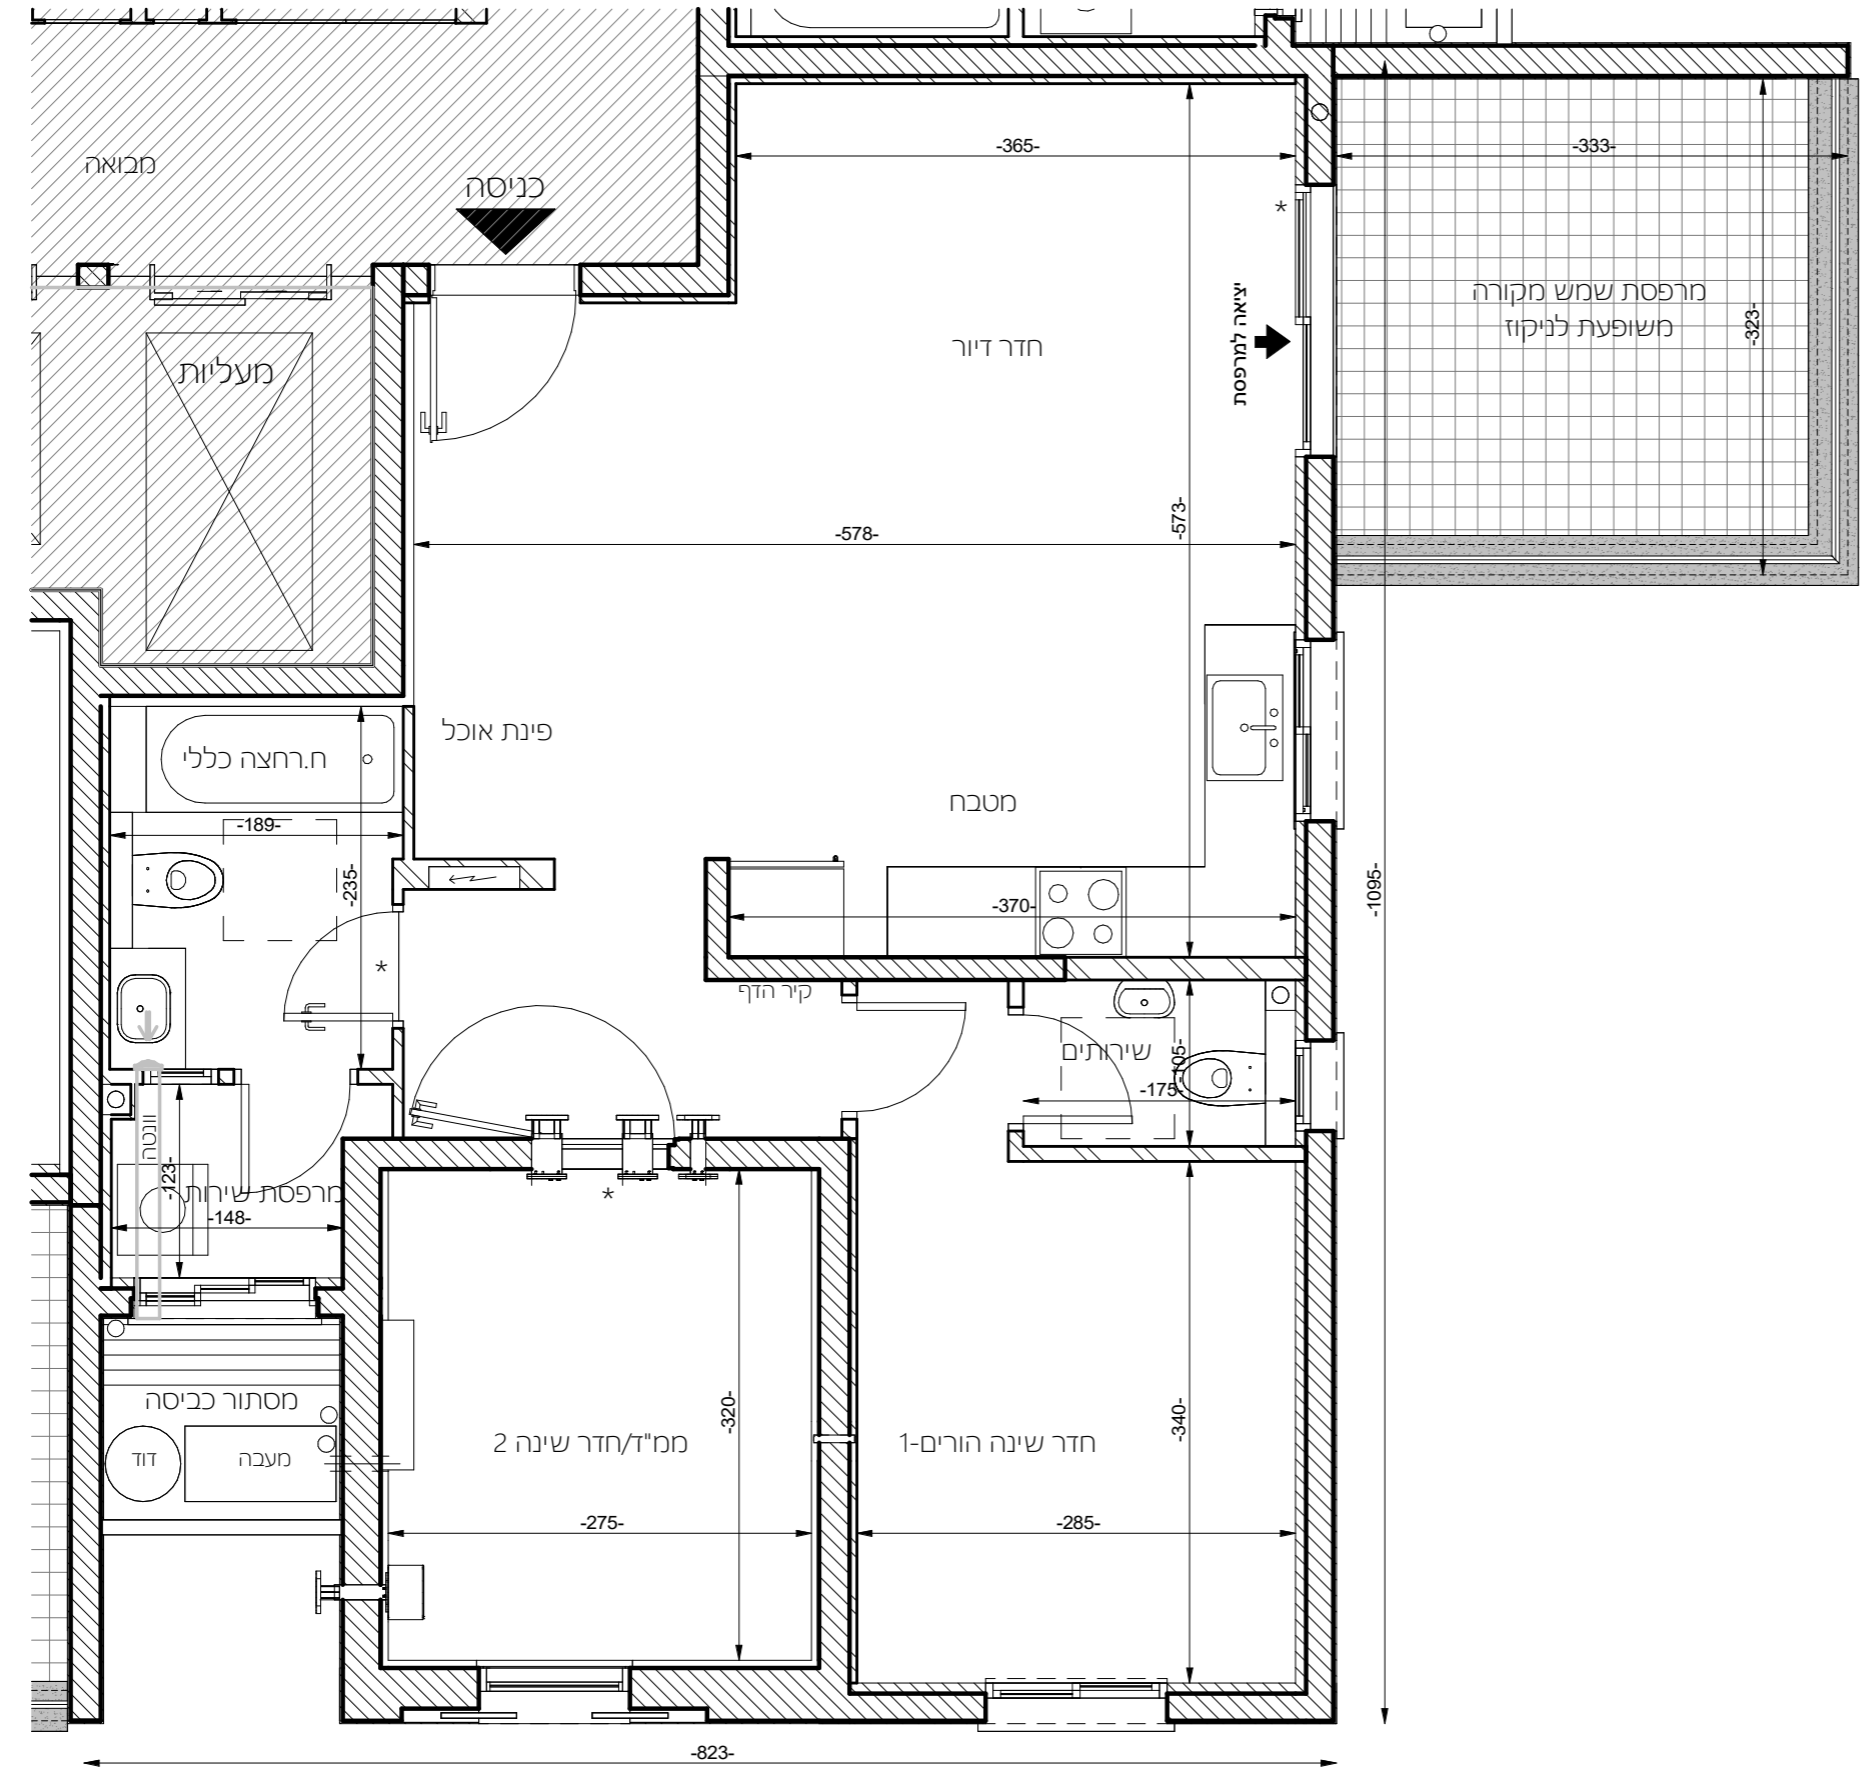 מבואה
כניסה
-365-
-333-
מעליות
חדר דיור
יציאה למרפסת
מרפסת שמש מקורה
משופעת לניקוז
-323-
-578-
-573-
פינת אוכל
ח.רחצה כללי
מטבח
-189-
-235-
-370-
-1095-
קיר הדף
שירותים
-105-
-175-
וונטה
-123-
מרפסת שירות
-148-
מסתור כביסה
דוד
מעבה
ממ"ד/חדר שינה 2
-320-
-275-
חדר שינה הורים-1
-340-
-285-
-823-